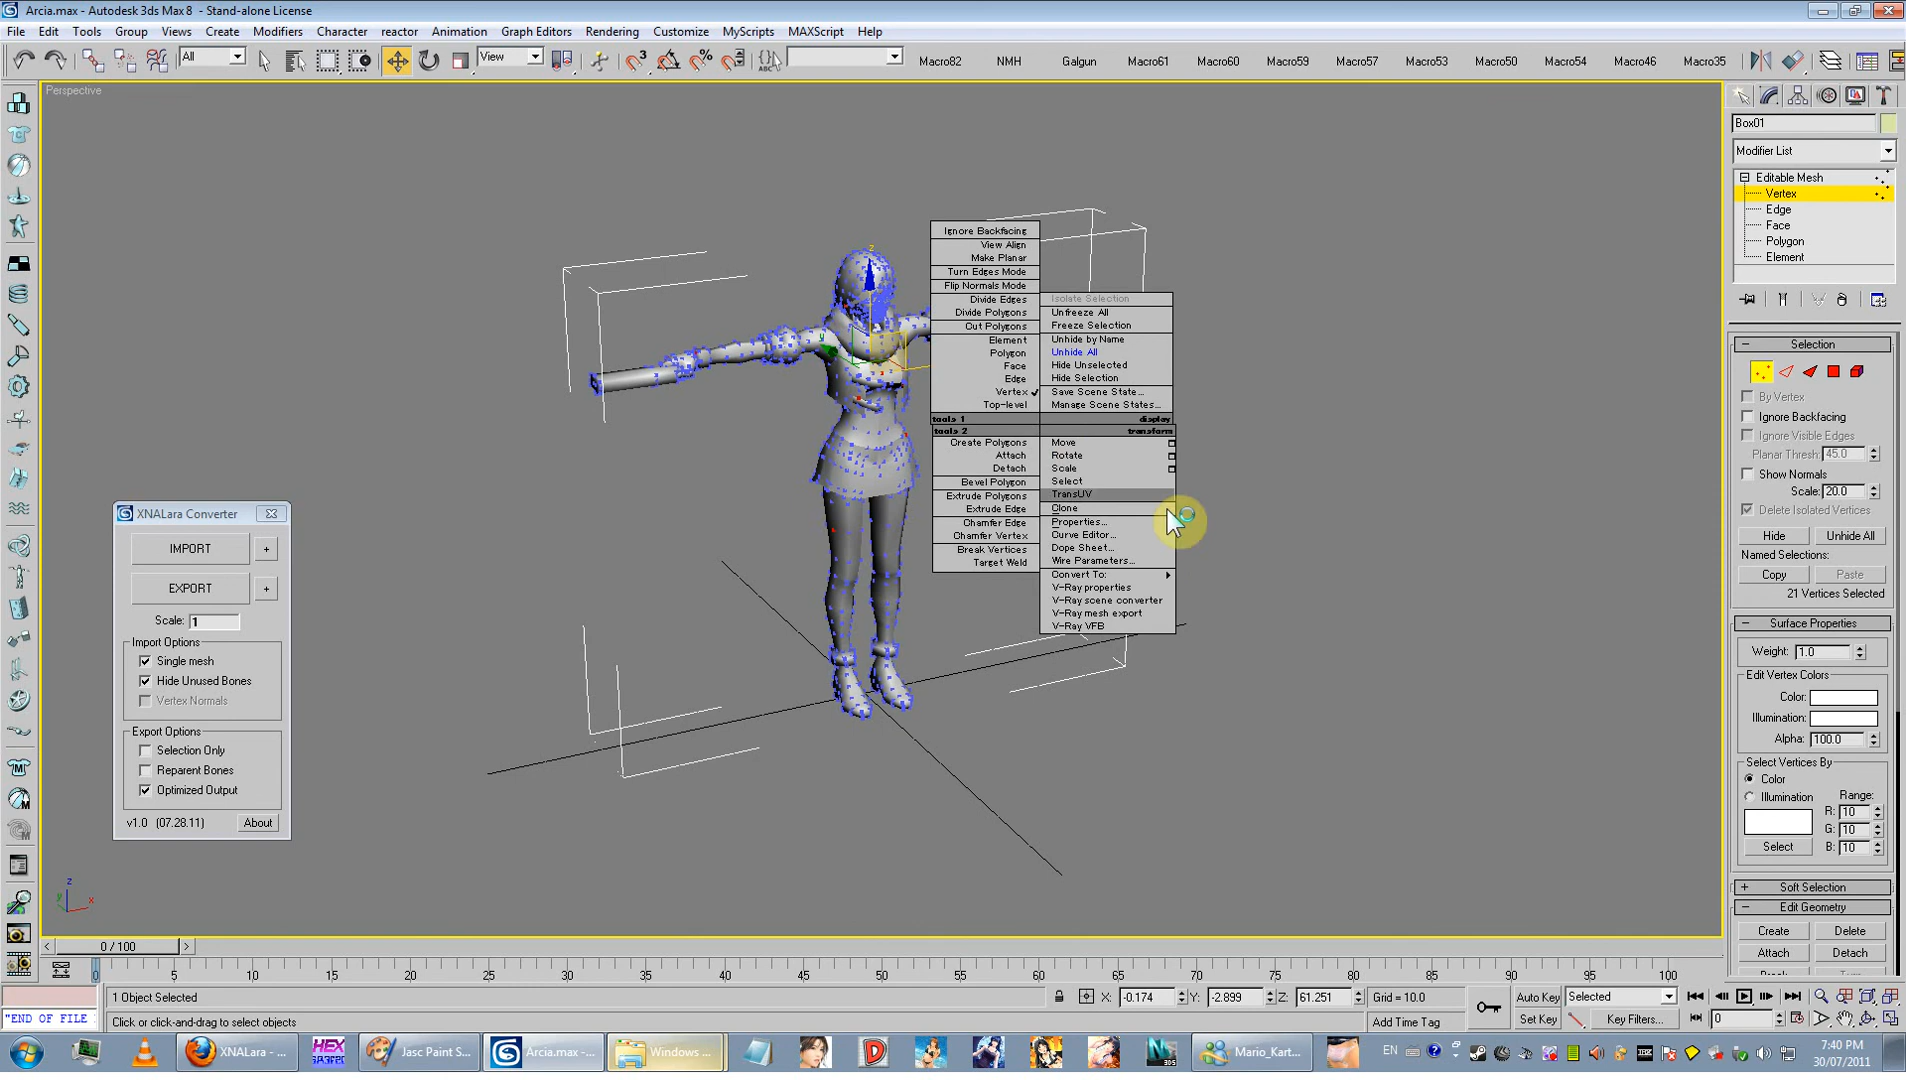 Arcia.max - Autodesk 3ds Max 8 - Stand-alone License
File Edit Tools Group Views Create Modifiers Character reactor Animation Graph Editors Rendering Customize MyScripts MAXScript Help
All View Macro82 NMH Galgun Macro61 Macro60 Macro59 Macro57 Macro53 Macro50 Macro54 Macro46 Macro35
Perspective
Box01
Modifier List
Editable Mesh
Vertex
Edge
Face
Polygon
Element
Ignore Backfacing
View Align
Make Planar
Turn Edges Mode
Flip Normals Mode
Divide Edges
Divide Polygons
Cut Polygons
Element
Polygon
Face
Edge
Vertex
Top-level
tools 1
Isolate Selection
Unfreeze All
Freeze Selection
Unhide by Name
Unhide All
Hide Unselected
Hide Selection
Save Scene State...
Manage Scene States...
display
tools 2
Create Polygons
Attach
Detach
Bevel Polygon
Extrude Polygons
Extrude Edge
Chamfer Edge
Chamfer Vertex
Break Vertices
Target Weld
transform
Move
Rotate
Scale
Select
TransUV
Clone
Properties...
Curve Editor...
Dope Sheet...
Wire Parameters...
Convert To:
V-Ray properties
V-Ray scene converter
V-Ray mesh export
V-Ray VFB
XNALara Converter
IMPORT +
EXPORT +
Scale: 1
Import Options
Single mesh
Hide Unused Bones
Vertex Normals
Export Options
Selection Only
Reparent Bones
Optimized Output
v1.0 (07.28.11) About
Selection
By Vertex
Ignore Backfacing
Ignore Visible Edges
Planar Thresh: 45.0
Show Normals
Scale: 20.0
Delete Isolated Vertices
Hide Unhide All
Named Selections:
Copy Paste
21 Vertices Selected
Surface Properties
Weight: 1.0
Edit Vertex Colors
Color:
Illumination:
Alpha: 100.0
Select Vertices By
Color
Illumination Range:
R: 10
G: 10
Select B: 10
Soft Selection
Edit Geometry
Create Delete
Attach Detach
z y x
0 / 100
0 5 10 15 20 25 30 35 40 45 50 55 60 65 70 75 80 85 90 95 100
1 Object Selected X: -0.174 Y: -2.899 Z: 61.251 Grid = 10.0 Auto Key Selected
"END OF FILE Click or click-and-drag to select objects Add Time Tag Set Key Key Filters... 0
XNALara - ... HEX Jasc Paint S... Arcia.max -... Windows ... Mario_Kart... EN 7:40 PM
30/07/2011